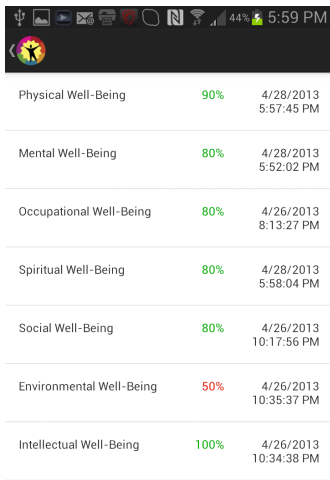 44% 5:59 PM
Physical Well-Being 90% 4/28/2013
5:57:45 PM
Mental Well-Being 80% 4/28/2013
5:52:02 PM
Occupational Well-Being 80% 4/26/2013
8:13:27 PM
Spiritual Well-Being 80% 4/28/2013
5:58:04 PM
Social Well-Being 80% 4/26/2013
10:17:56 PM
Environmental Well-Being 50% 4/26/2013
10:35:37 PM
Intellectual Well-Being 100% 4/26/2013
10:34:38 PM